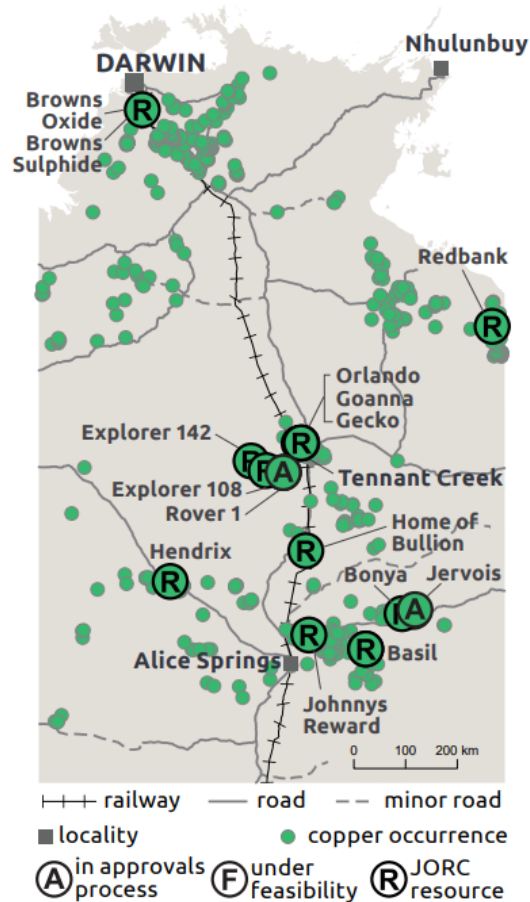 Nhulunbuy
DARWIN
Browns
Oxide
R
Browns
Sulphide
Redbank
R
Orlando
Goanna
Gecko
Explorer 142
R
A
Tennant Creek
Explorer 108
Rover 1
Home of
Bullion
R
Hendrix
R
Bonya
Jervois
A
R
R
Basil
Alice Springs
Johnnys
Reward
0 100 200 km
railway road minor road
locality copper occurrence
A in approvals
process
F under
feasibility
R JORC
resource